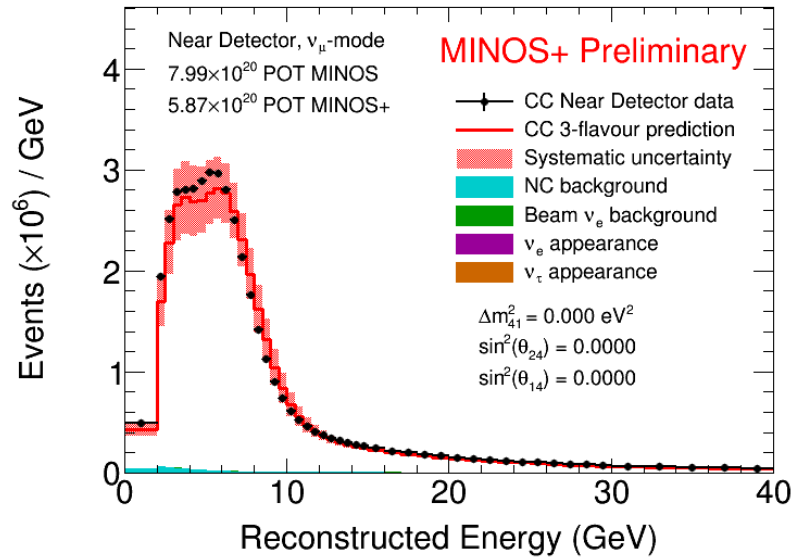 Near Detector, νμ-mode
7.99×10²⁰ POT MINOS
5.87×10²⁰ POT MINOS+
MINOS+ Preliminary
CC Near Detector data
CC 3-flavour prediction
Systematic uncertainty
NC background
Beam νe background
νe appearance
ντ appearance
Δm²41 = 0.000 eV²
sin²(θ24) = 0.0000
sin²(θ14) = 0.0000
Events (×10⁶) / GeV
4
3
2
1
0
0 10 20 30 40
Reconstructed Energy (GeV)